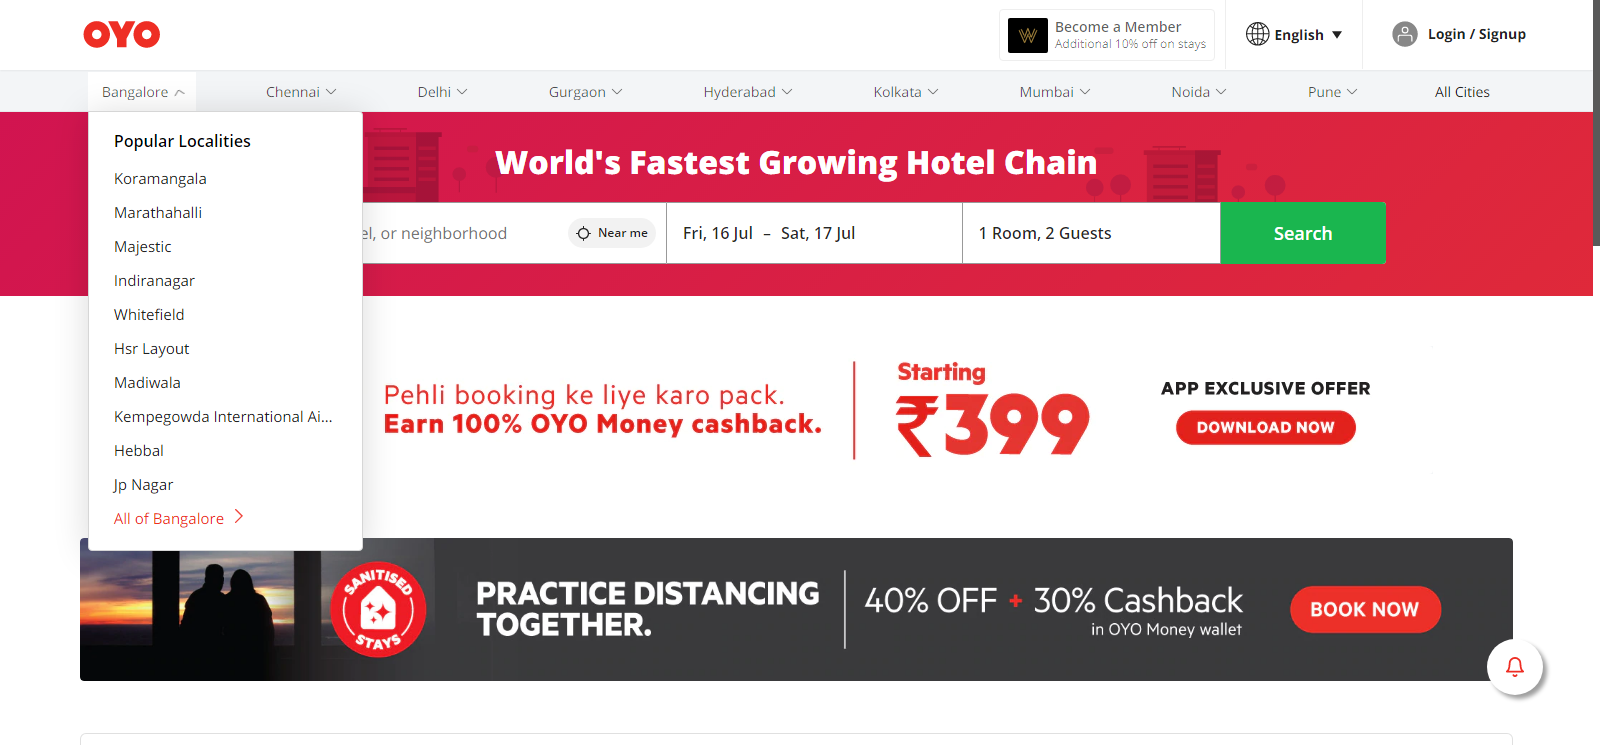 OYO
Become a Member
Additional 10% off on stays
English
Login / Signup
Bangalore
Chennai
Delhi
Gurgaon
Hyderabad
Kolkata
Mumbai
Noida
Pune
All Cities
Popular Localities
Koramangala
Marathahalli
Majestic
Indiranagar
Whitefield
Hsr Layout
Madiwala
Kempegowda International Ai...
Hebbal
Jp Nagar
All of Bangalore
World's Fastest Growing Hotel Chain
or neighborhood
Near me
Fri, 16 Jul – Sat, 17 Jul
1 Room, 2 Guests
Search
Pehli booking ke liye karo pack.
Earn 100% OYO Money cashback.
Starting
₹399
APP EXCLUSIVE OFFER
DOWNLOAD NOW
SANITISED
STAYS
PRACTICE DISTANCING
TOGETHER.
40% OFF + 30% Cashback
in OYO Money wallet
BOOK NOW